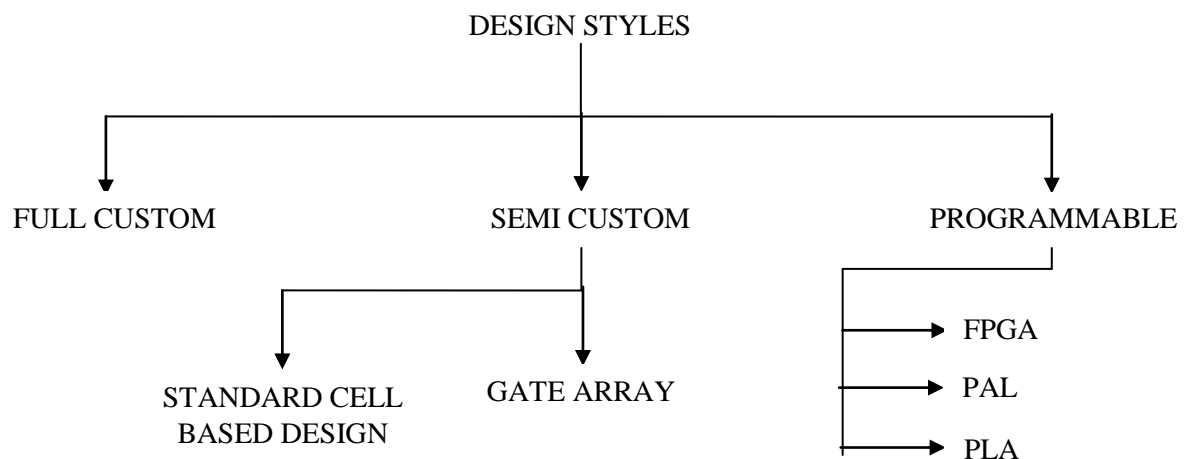 DESIGN STYLES
FULL CUSTOM
SEMI CUSTOM
PROGRAMMABLE
STANDARD CELL
BASED DESIGN
GATE ARRAY
FPGA
PAL
PLA